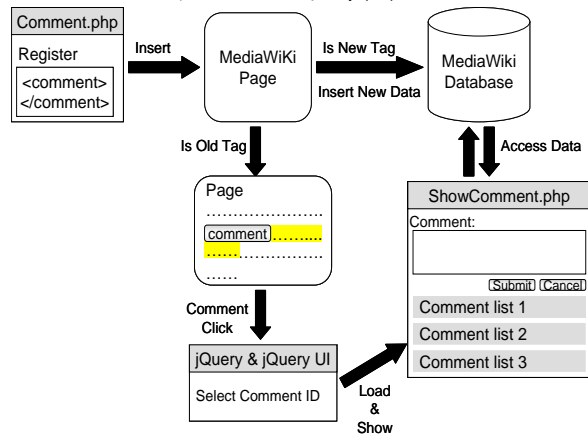 Comment.php
Register
<comment>
</comment>
Insert
MediaWiKi
Page
Is New Tag
Insert New Data
MediaWiki
Database
Is Old Tag
Access Data
Page
......................
comment ..........
......................
......
Comment
Click
jQuery & jQuery UI
Select Comment ID
Load
&
Show
ShowComment.php
Comment:
Submit Cancel
Comment list 1
Comment list 2
Comment list 3